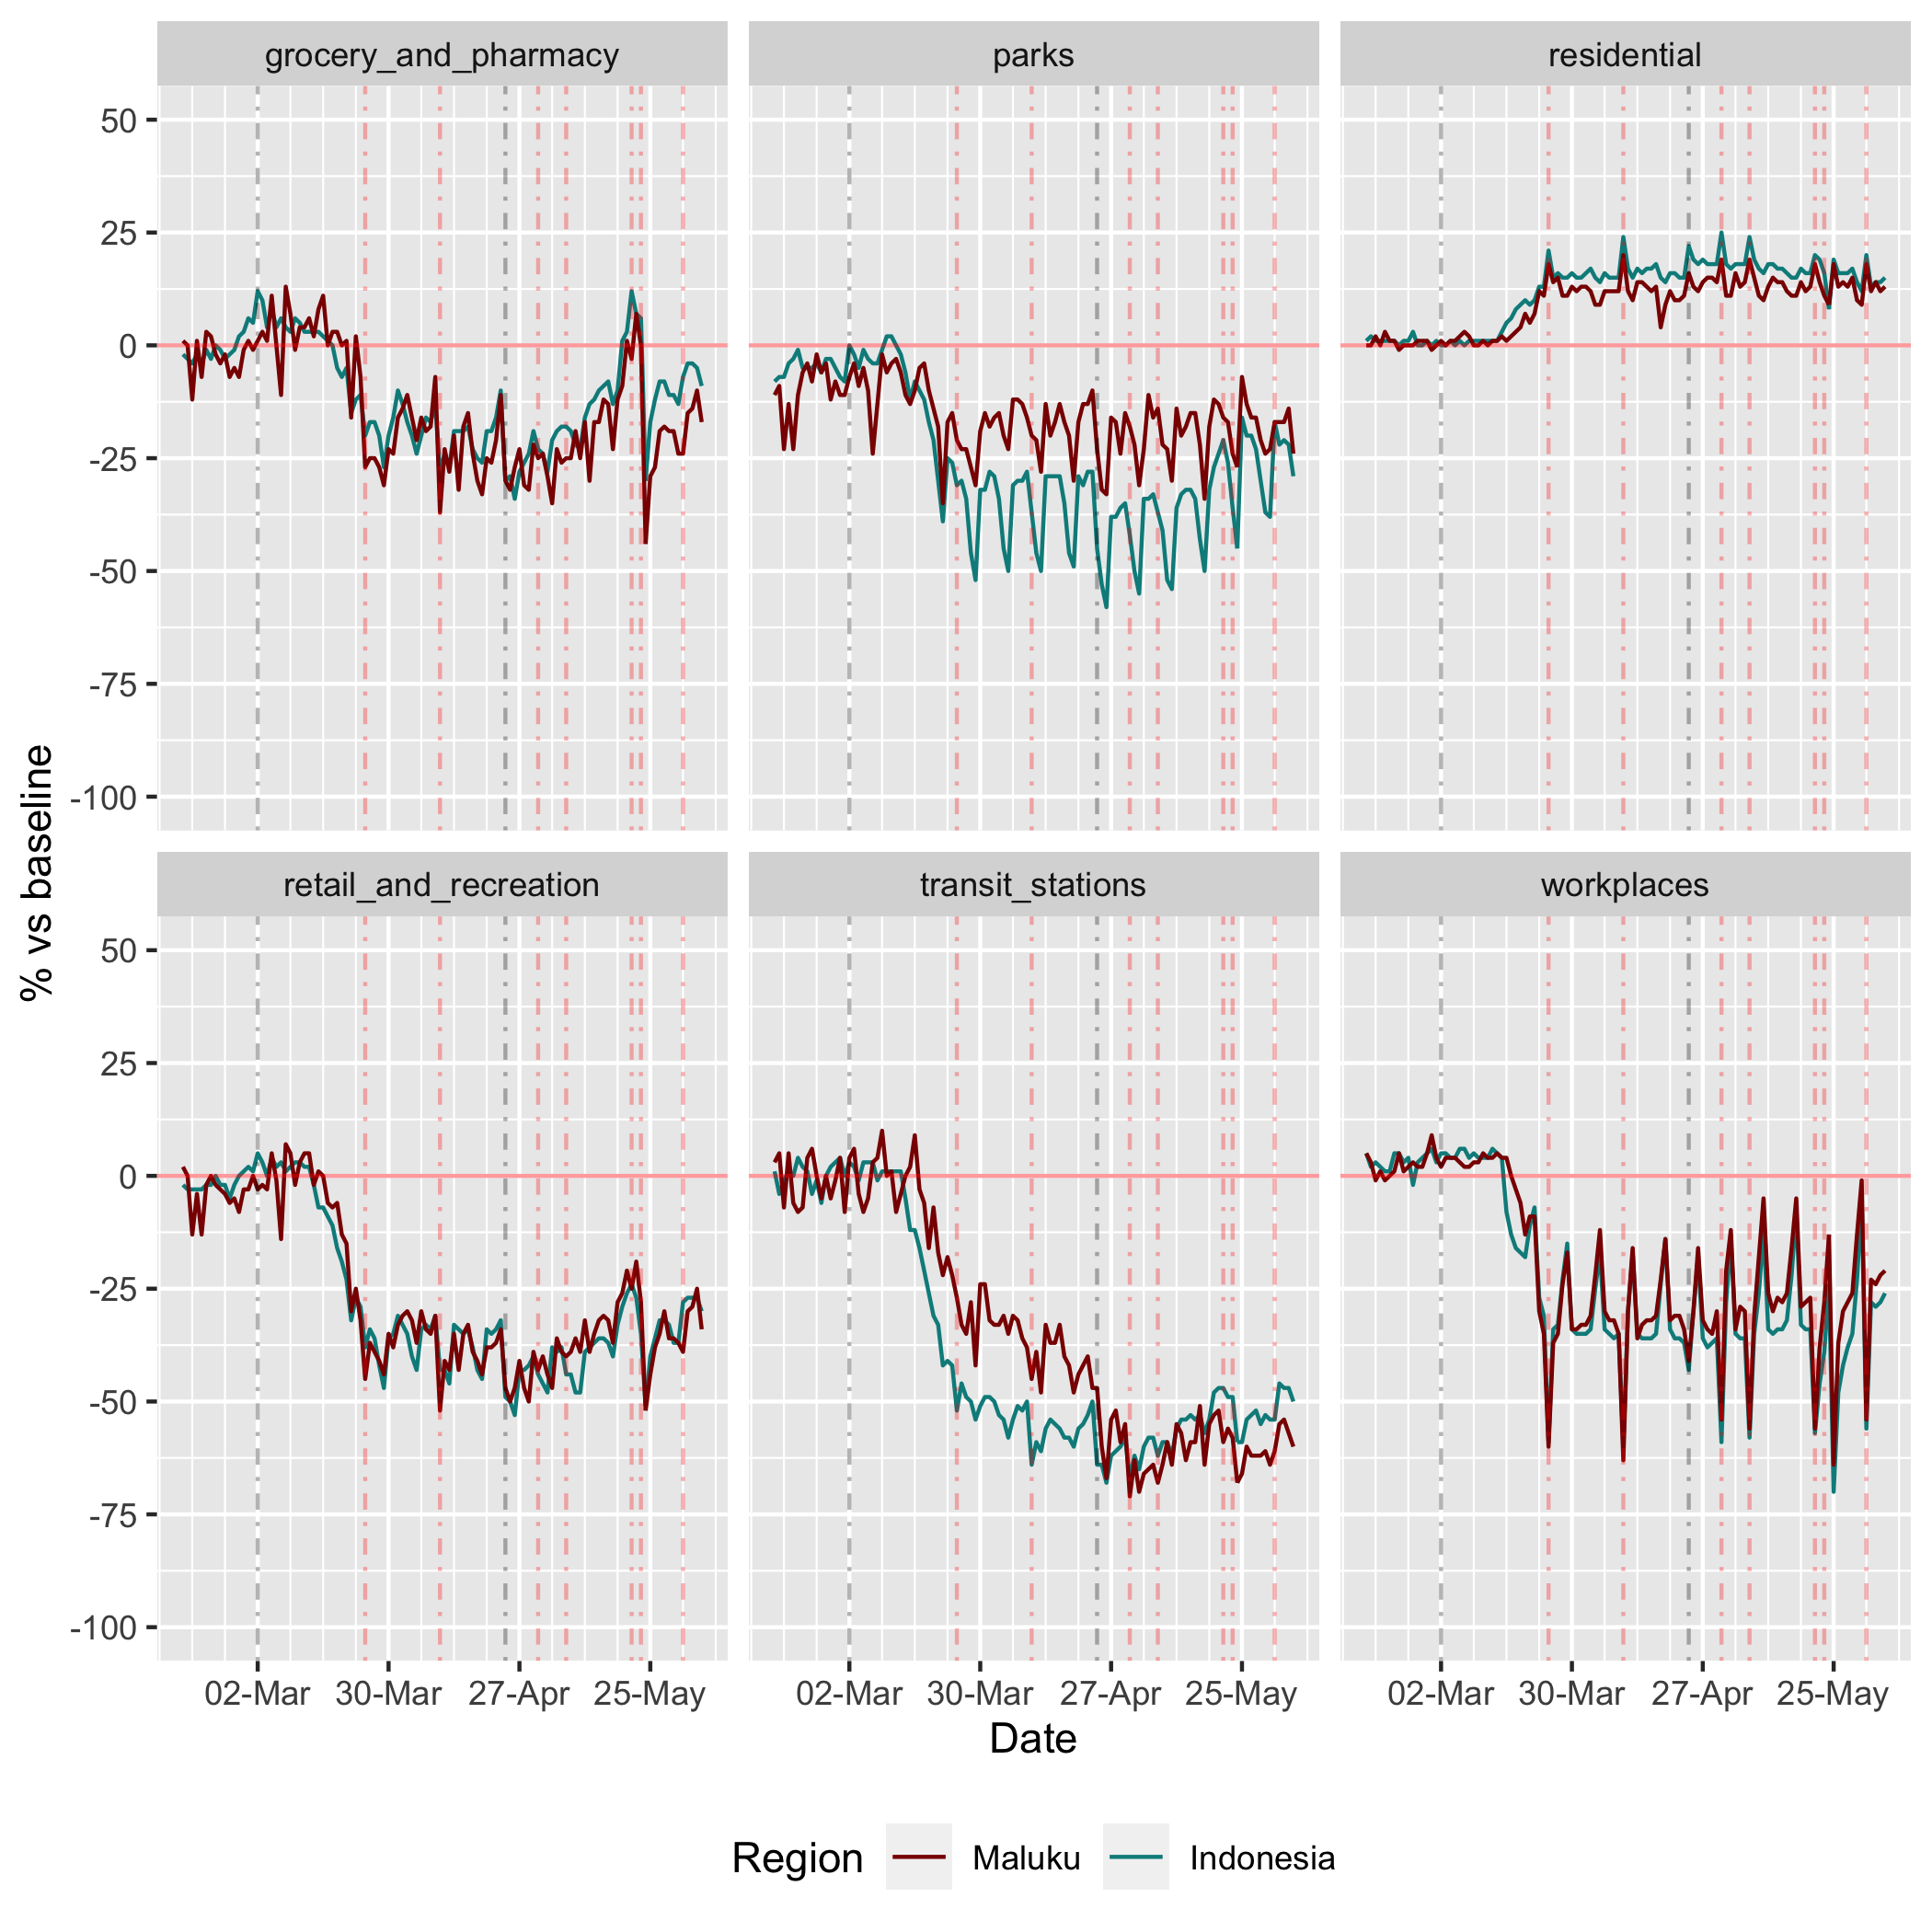 grocery_and_pharmacy parks residential
50
25
0
-25
-50
-75
-100
% vs baseline
retail_and_recreation transit_stations workplaces
50
25
0
-25
-50
-75
-100
02-Mar 30-Mar 27-Apr 25-May 02-Mar 30-Mar 27-Apr 25-May 02-Mar 30-Mar 27-Apr 25-May
Date
Region Maluku Indonesia